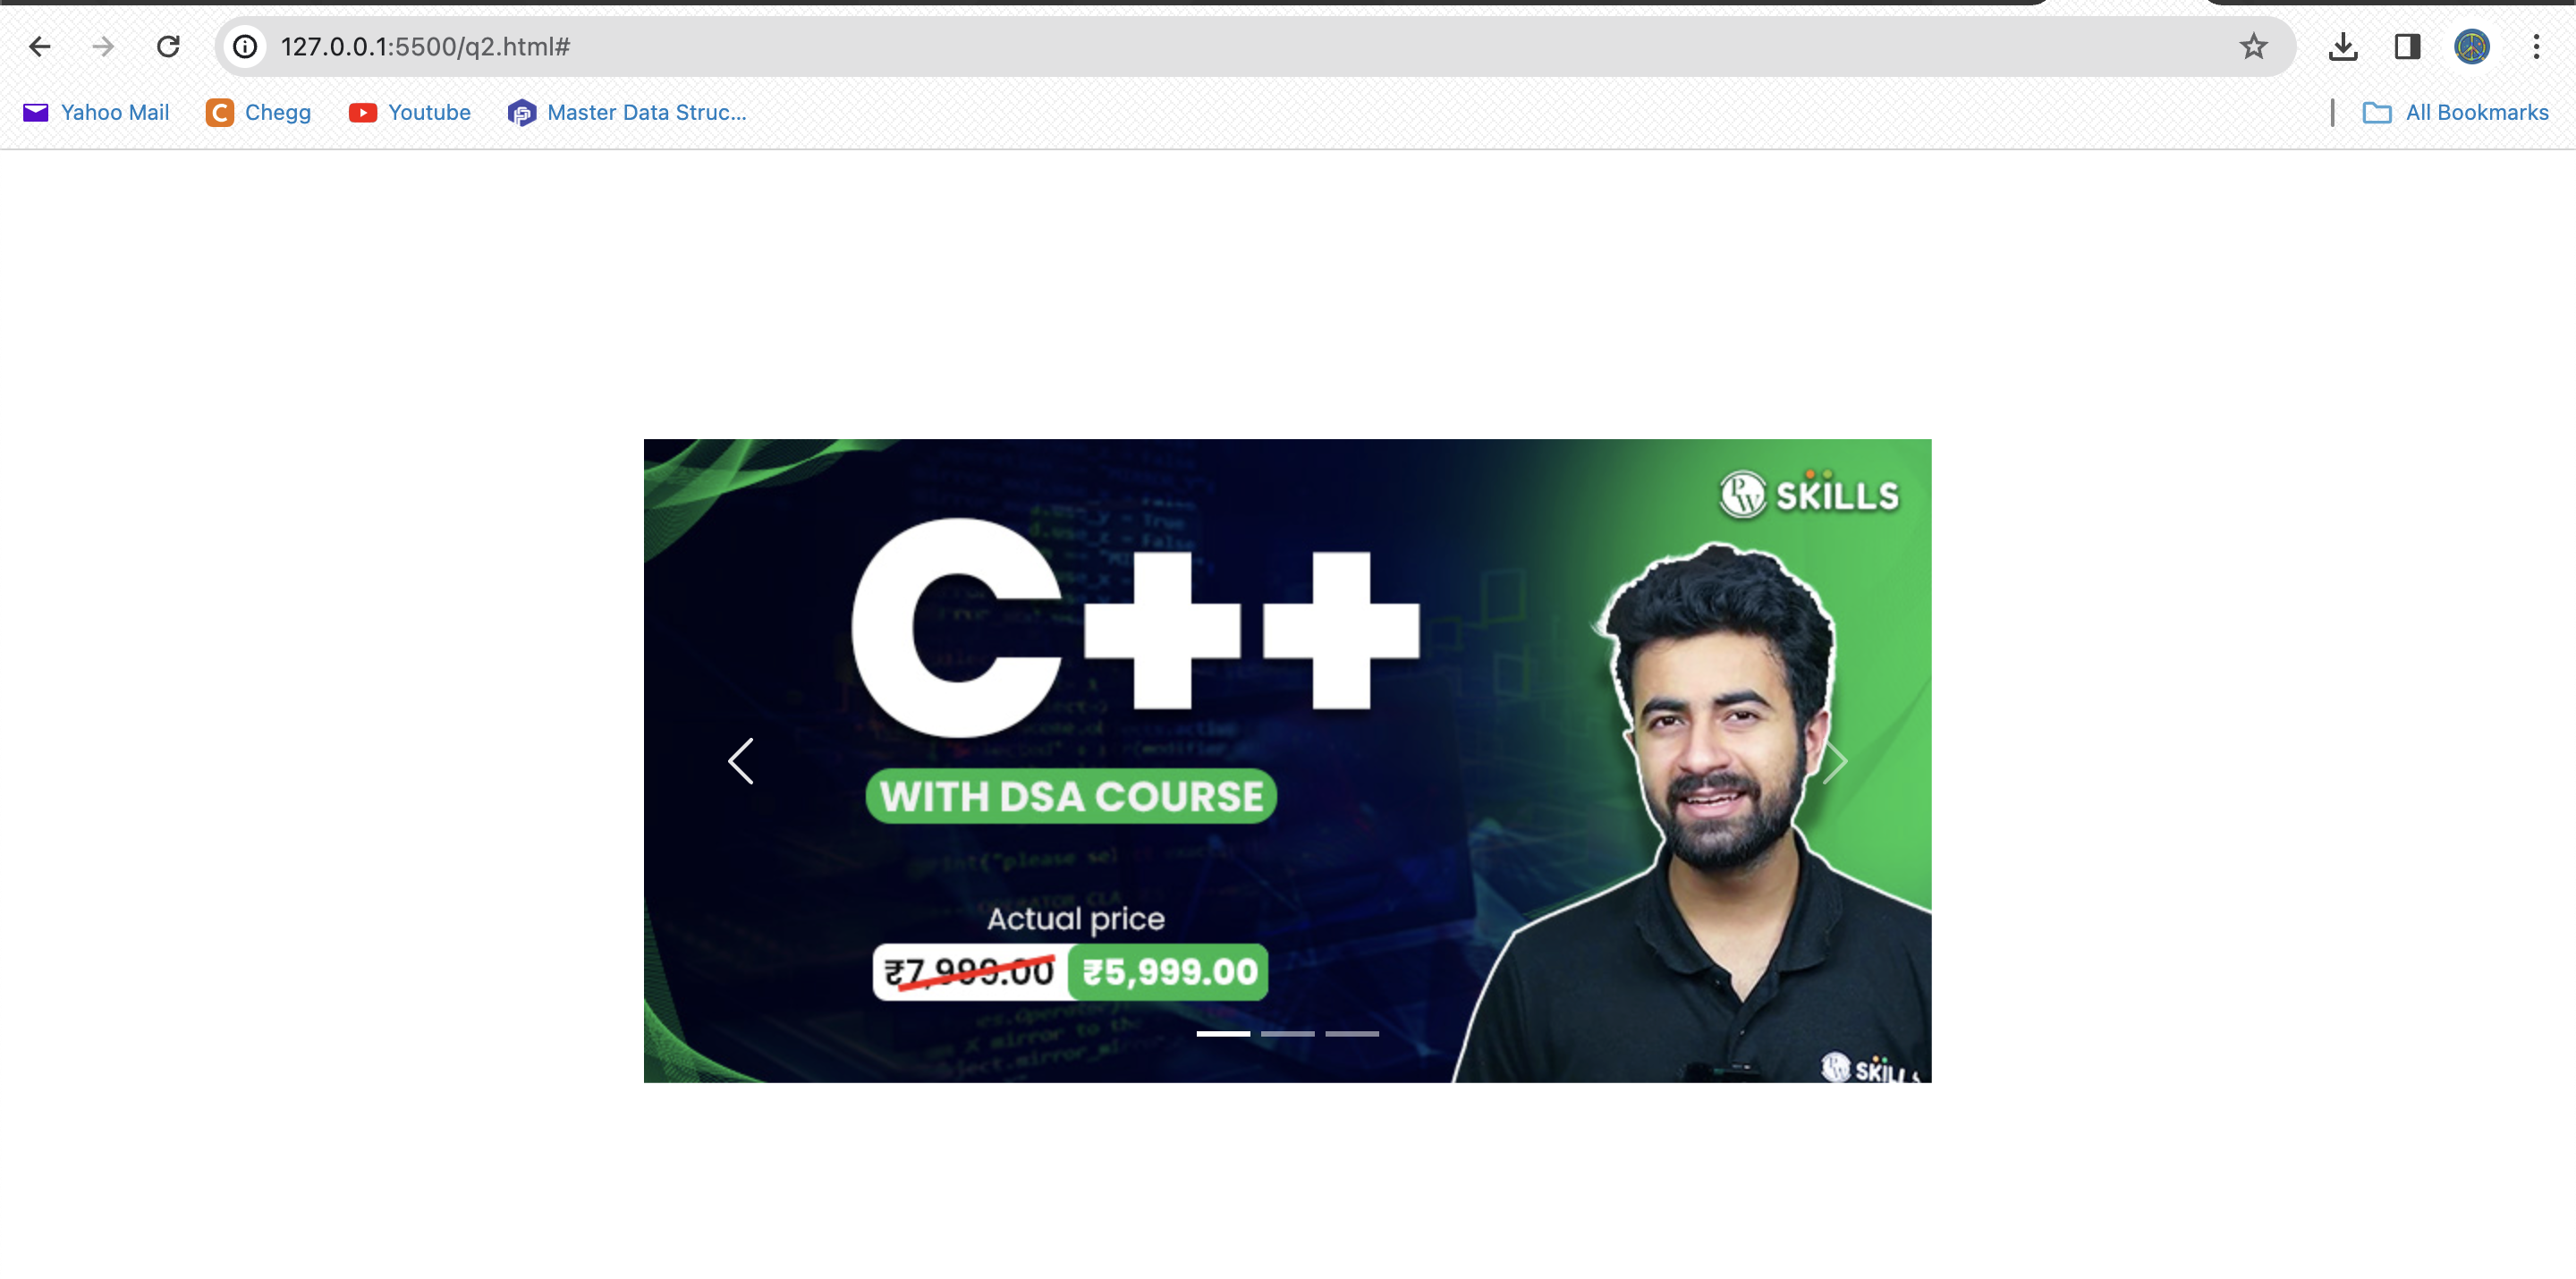 127.0.0.1:5500/q2.html#
Yahoo Mail
Chegg
Youtube
Master Data Struc...
All Bookmarks
PW SKILLS
C++
WITH DSA COURSE
Actual price
₹7,999.00 ₹5,999.00
PW SKILLS